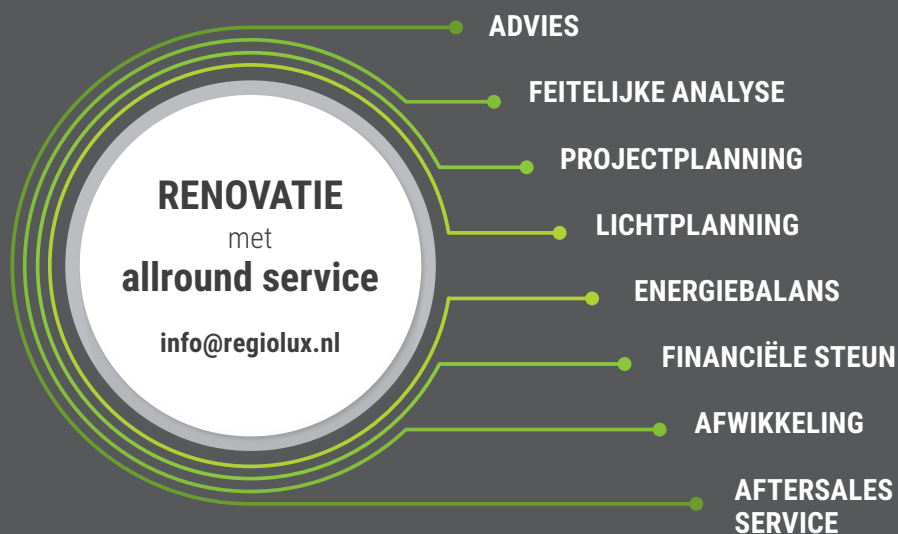 ADVIES
FEITELIJKE ANALYSE
PROJECTPLANNING
LICHTPLANNING
ENERGIEBALANS
FINANCIËLE STEUN
AFWIKKELING
AFTERSALES
SERVICE
RENOVATIE
met
allround service
info@regiolux.nl